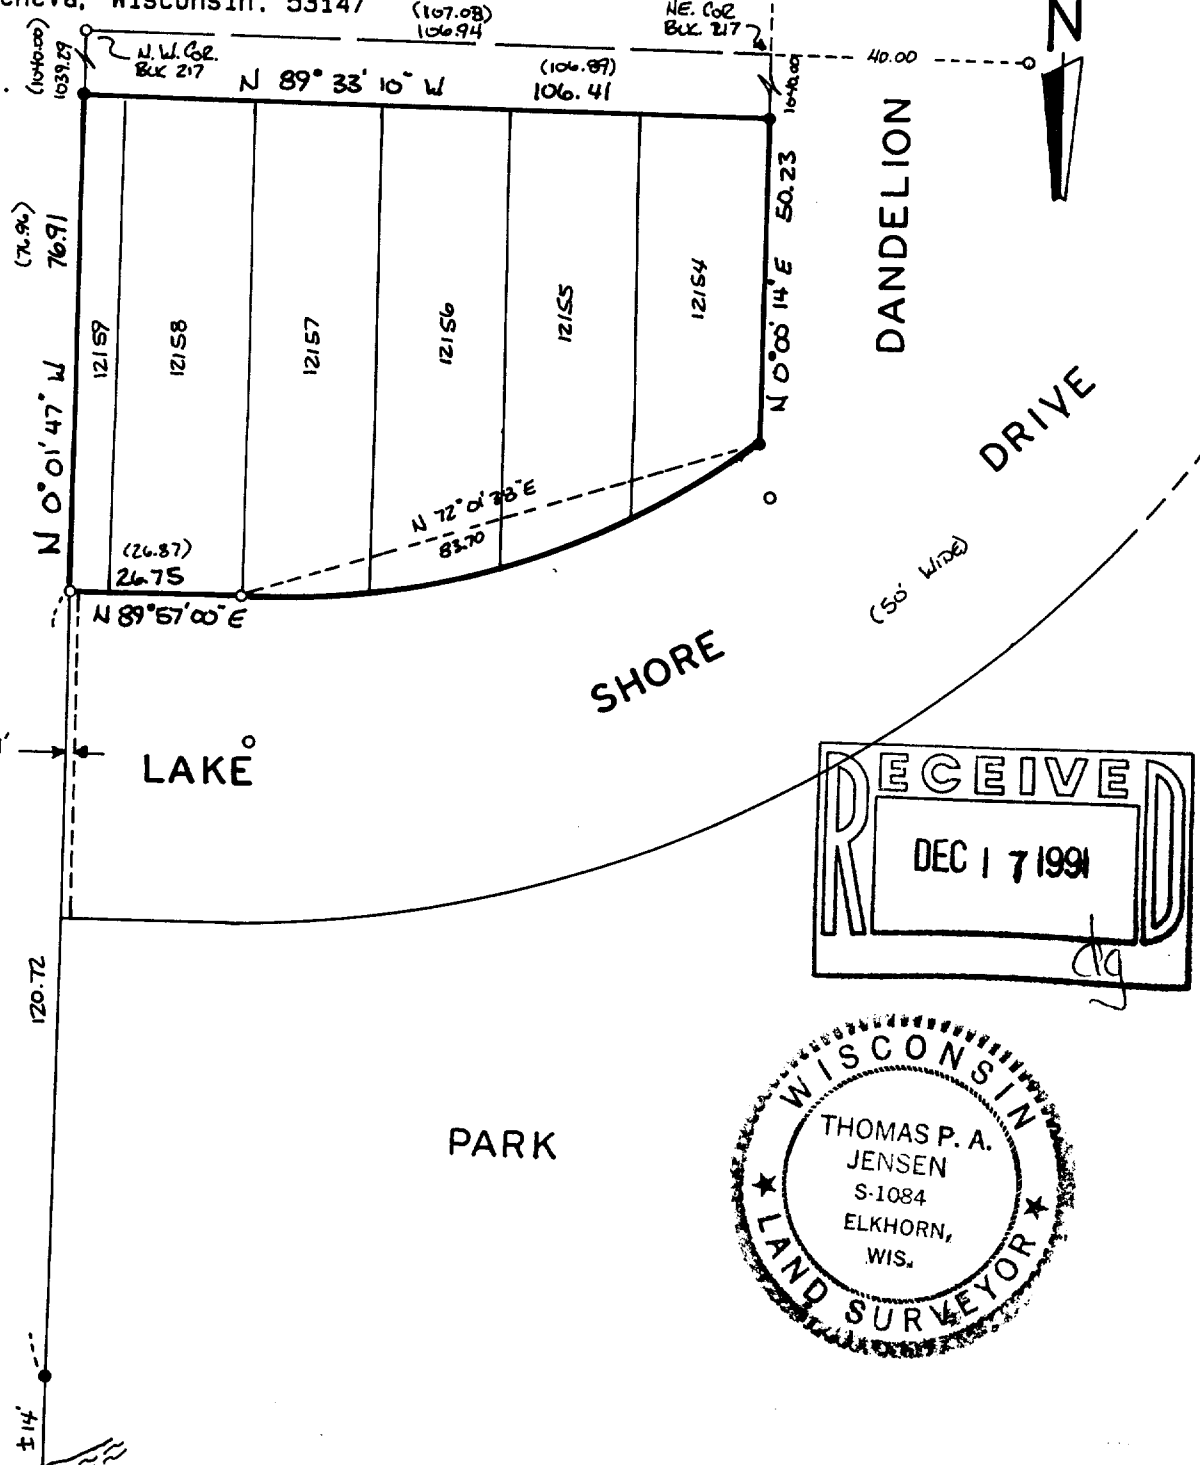 Wisconsin. 53147
(107.08)
106.94
NE. COR
BLK. 217
N
(1040.00)
1039.29
N.W. COR.
BLK 217
40.00
N 89° 33' 10" W
(106.89)
106.41
1040.00
DANDELION
(76.96)
76.91
N 0° 01' 47" W
12159
12158
12157
12156
12155
12154
N 0° 00' 14" E 50.23
DRIVE
N 72° 01' 38" E
83.70
(26.87)
26.75
N 89° 57' 00" E
(50' WIDE)
SHORE
LAKE
RECEIVED
DEC 1 7 1991
dg
120.72
PARK
WISCONSIN
THOMAS P. A.
JENSEN
S-1084
ELKHORN,
WIS.
★ LAND SURVEYOR ★
±14'